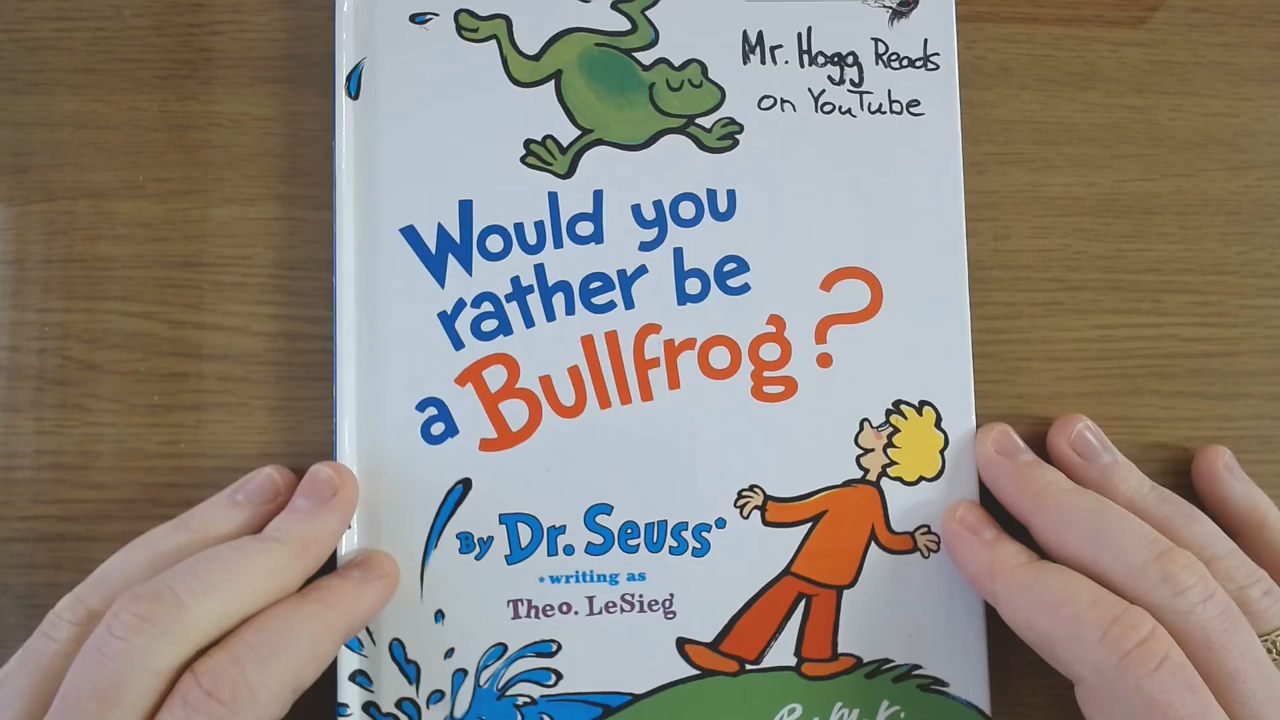 Mr. Hogg Reads
on YouTube
Would you
rather be
a Bullfrog?
By Dr. Seuss*
*writing as
Theo. LeSieg